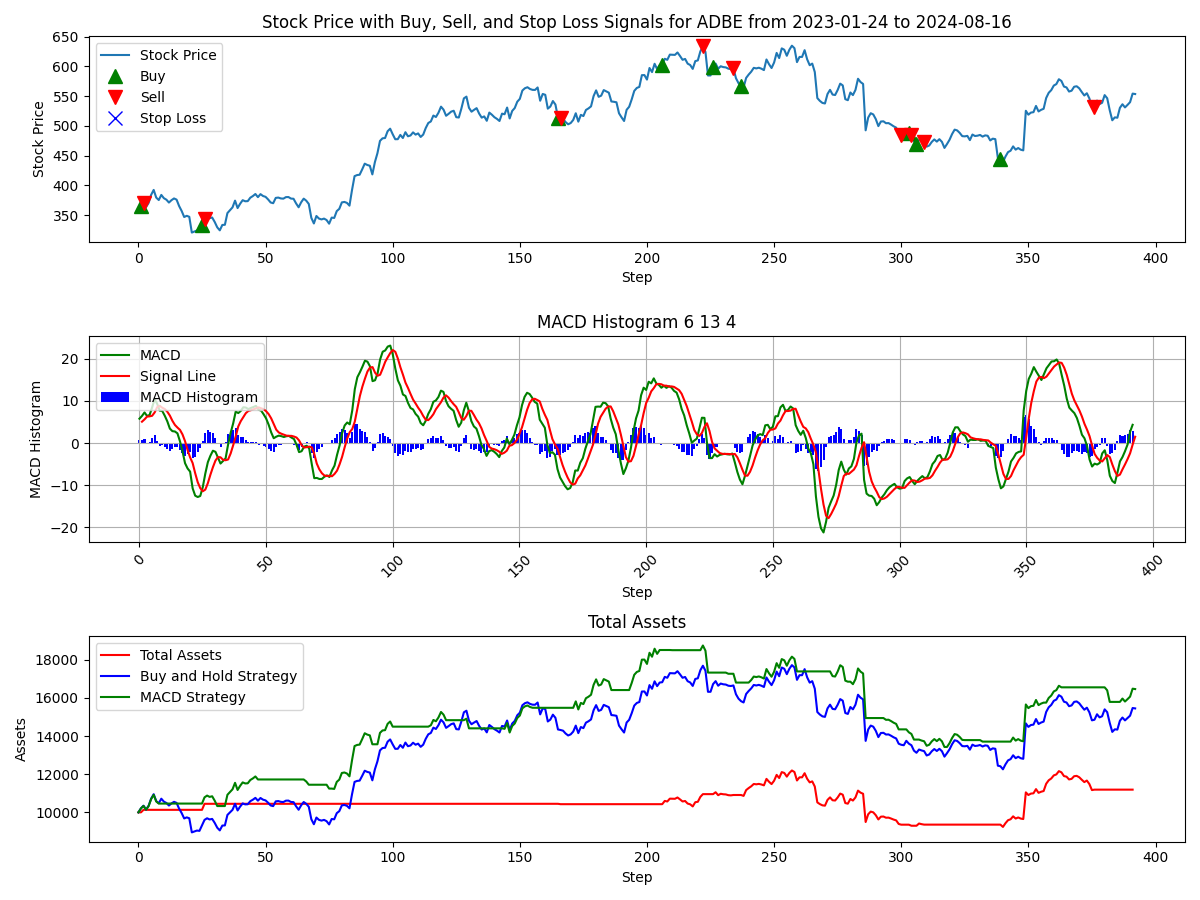 Stock Price with Buy, Sell, and Stop Loss Signals for ADBE from 2023-01-24 to 2024-08-16
650
600
550
500
450
400
350
Stock Price
Stock Price
Buy
Sell
Stop Loss
0 50 100 150 200 250 300 350 400
Step
MACD Histogram 6 13 4
20
10
0
−10
−20
MACD Histogram
MACD
Signal Line
MACD Histogram
0 50 100 150 200 250 300 350 400
Step
Total Assets
18000
16000
14000
12000
10000
Assets
Total Assets
Buy and Hold Strategy
MACD Strategy
0 50 100 150 200 250 300 350 400
Step